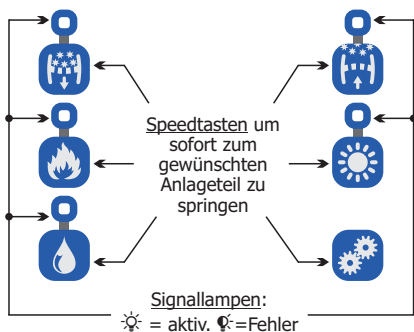 Speedtasten um
sofort zum
gewünschten
Anlageteil zu
springen
Signallampen:
= aktiv. =Fehler